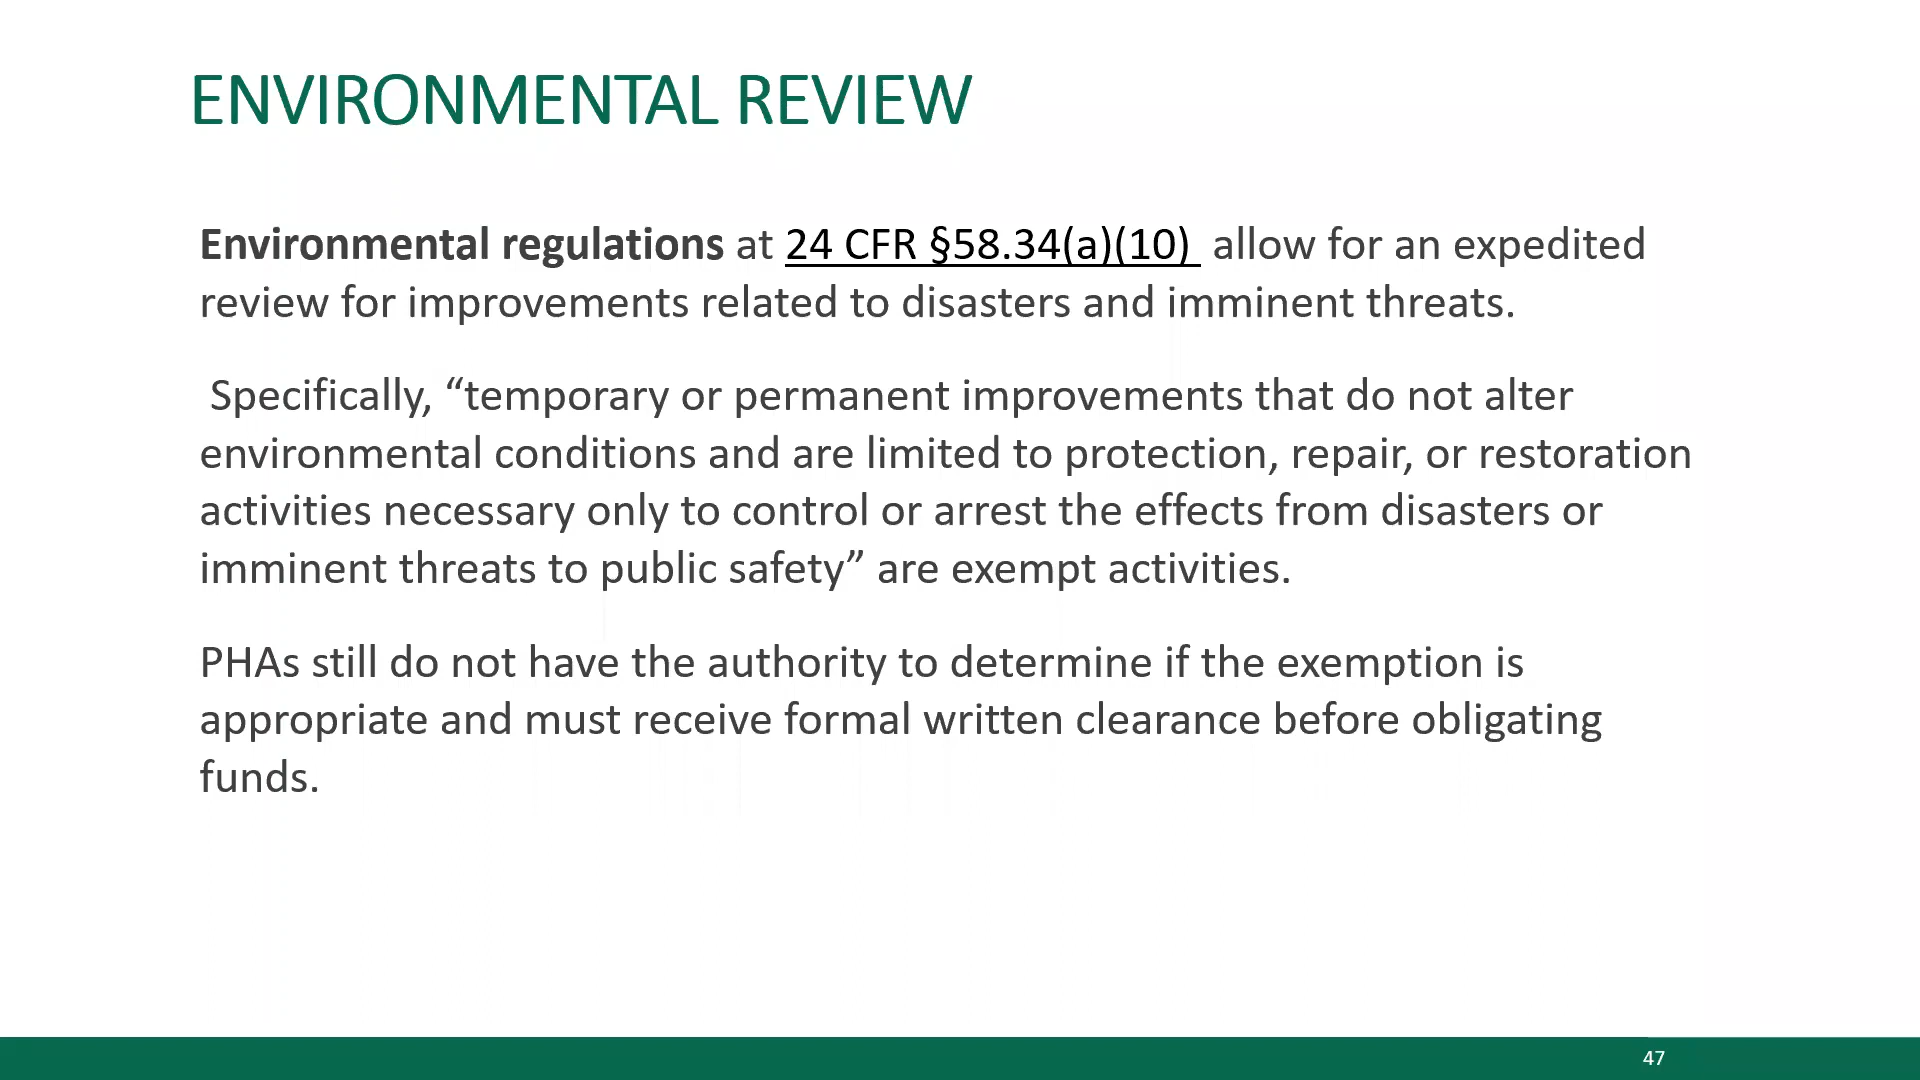 ENVIRONMENTAL REVIEW
Environmental regulations at 24 CFR §58.34(a)(10) allow for an expedited
review for improvements related to disasters and imminent threats.
Specifically, “temporary or permanent improvements that do not alter
environmental conditions and are limited to protection, repair, or restoration
activities necessary only to control or arrest the effects from disasters or
imminent threats to public safety” are exempt activities.
PHAs still do not have the authority to determine if the exemption is
appropriate and must receive formal written clearance before obligating
funds.
47